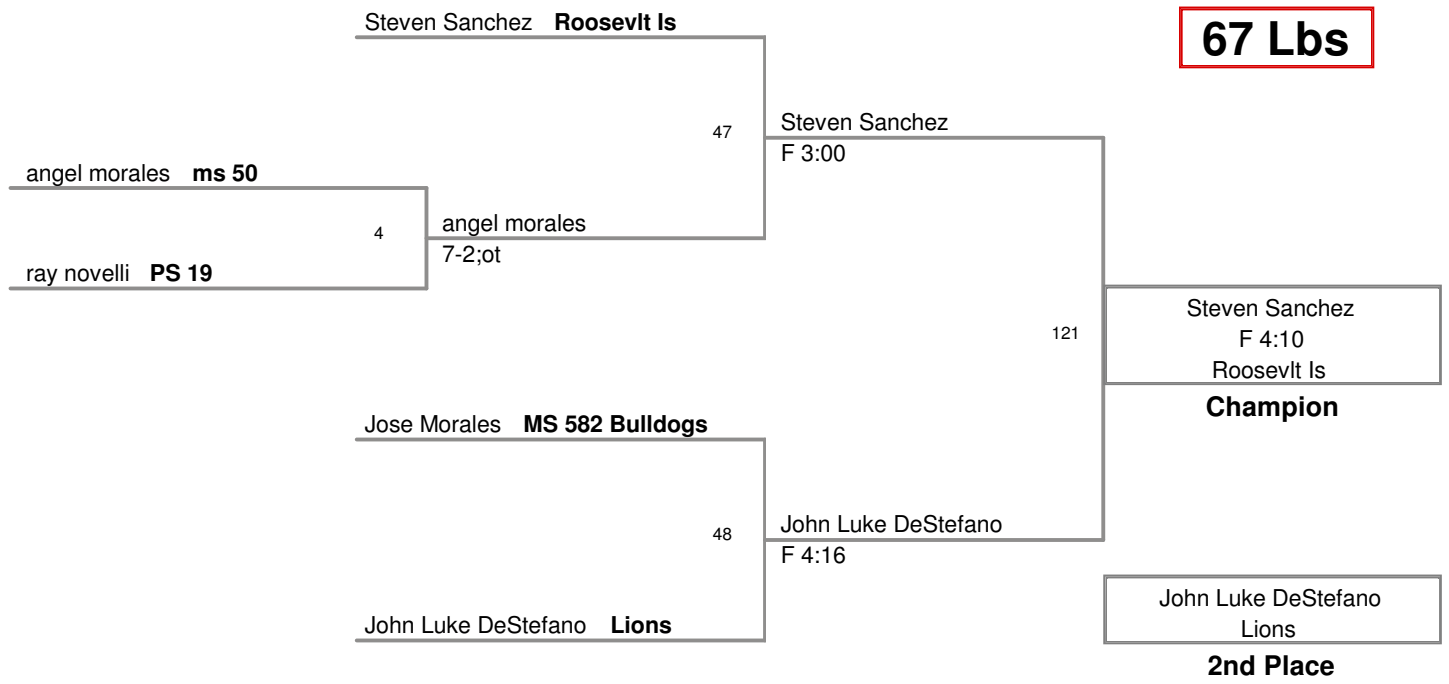 Steven Sanchez Roosevlt Is
67 Lbs
47
Steven Sanchez
F 3:00
angel morales ms 50
4
angel morales
7-2;ot
ray novelli PS 19
121
Steven Sanchez
F 4:10
Roosevlt Is
Champion
Jose Morales MS 582 Bulldogs
48
John Luke DeStefano
F 4:16
John Luke DeStefano Lions
John Luke DeStefano
Lions
2nd Place